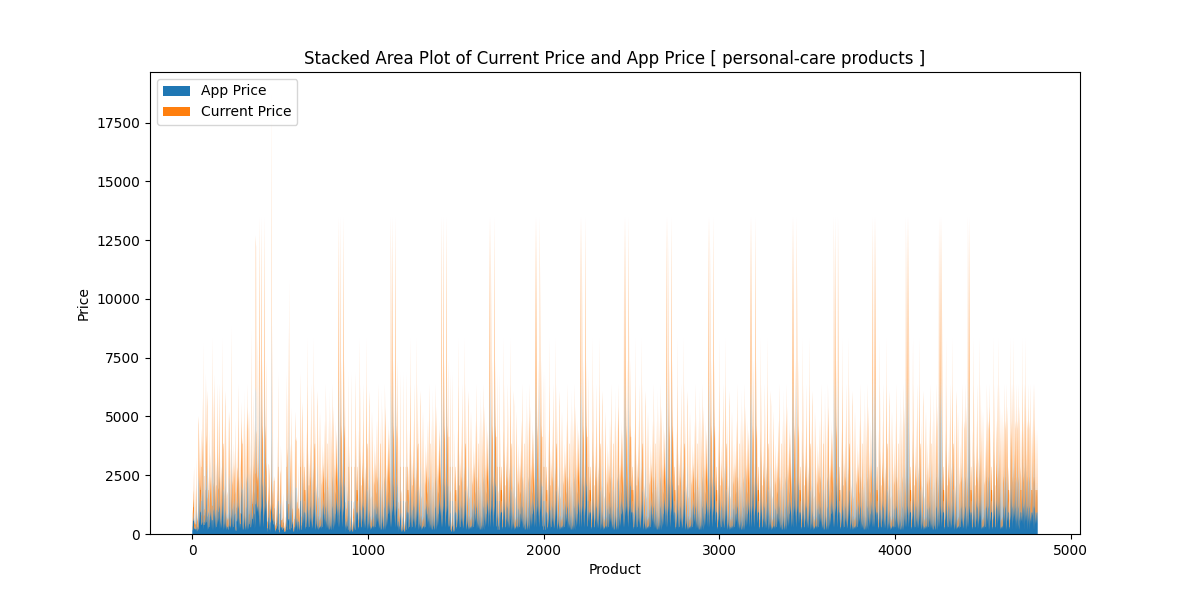 Stacked Area Plot of Current Price and App Price [ personal-care products ]
App Price
Current Price
17500
15000
12500
10000
7500
5000
2500
0
Price
0 1000 2000 3000 4000 5000
Product